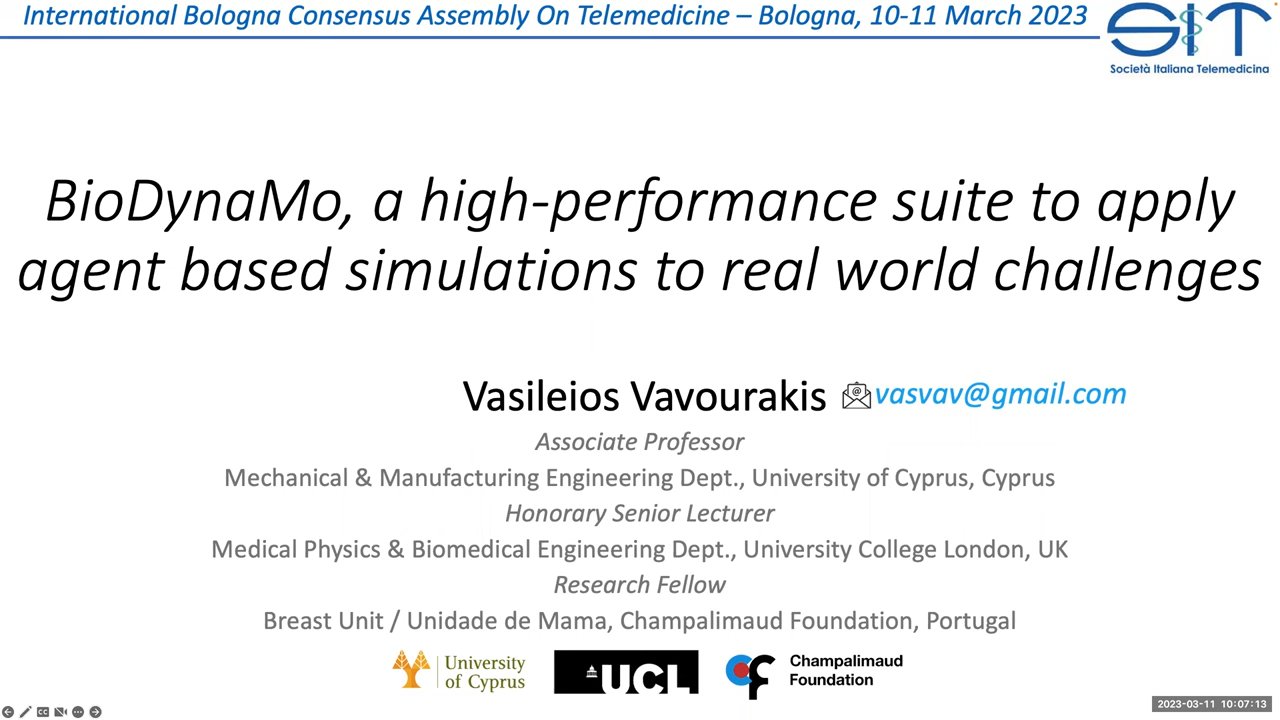 International Bologna Consensus Assembly On Telemedicine – Bologna, 10-11 March 2023
SIT
Società Italiana Telemedicina
BioDynaMo, a high-performance suite to apply
agent based simulations to real world challenges
Vasileios Vavourakis @ vasvav@gmail.com
Associate Professor
Mechanical & Manufacturing Engineering Dept., University of Cyprus, Cyprus
Honorary Senior Lecturer
Medical Physics & Biomedical Engineering Dept., University College London, UK
Research Fellow
Breast Unit / Unidade de Mama, Champalimaud Foundation, Portugal
University
of Cyprus
UCL
Champalimaud
Foundation
CC
2023-03-11 10:07:13